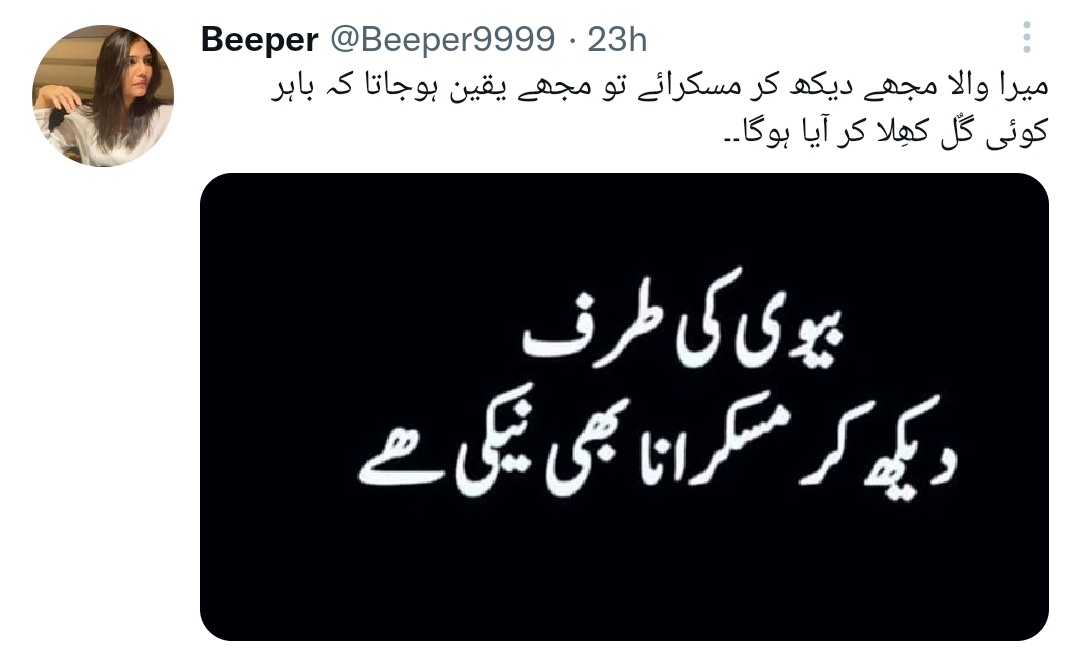 Beeper @Beeper9999 · 23h
میرا والا مجھے دیکھ کر مسکرائے تو مجھے یقین ہوجاتا کہ باہر
کوئی گٌل کھِلا کر آیا ہوگا۔۔
بیوی کی طرف
دیکھ کر مسکرانا بھی نیکی ھے